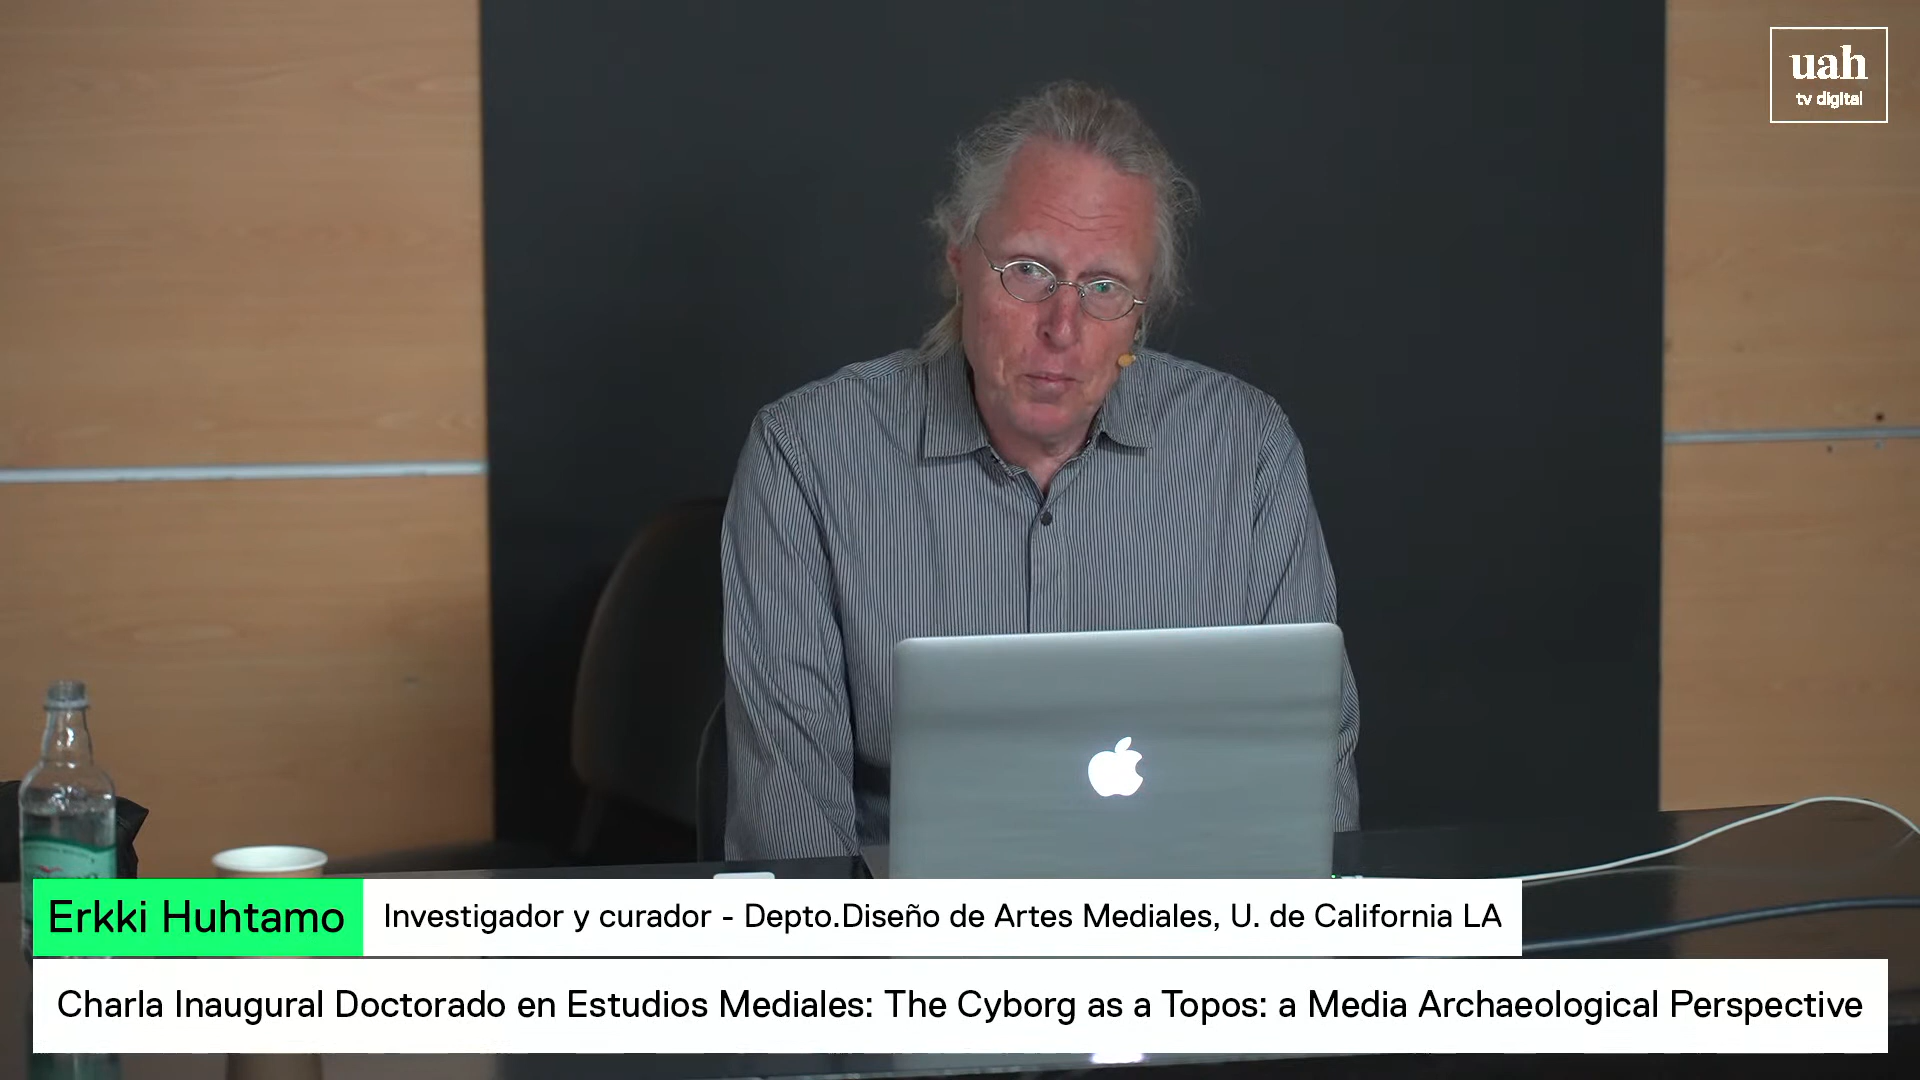 uah
tv digital
Erkki Huhtamo
Investigador y curador - Depto.Diseño de Artes Mediales, U. de California LA
Charla Inaugural Doctorado en Estudios Mediales: The Cyborg as a Topos: a Media Archaeological Perspective